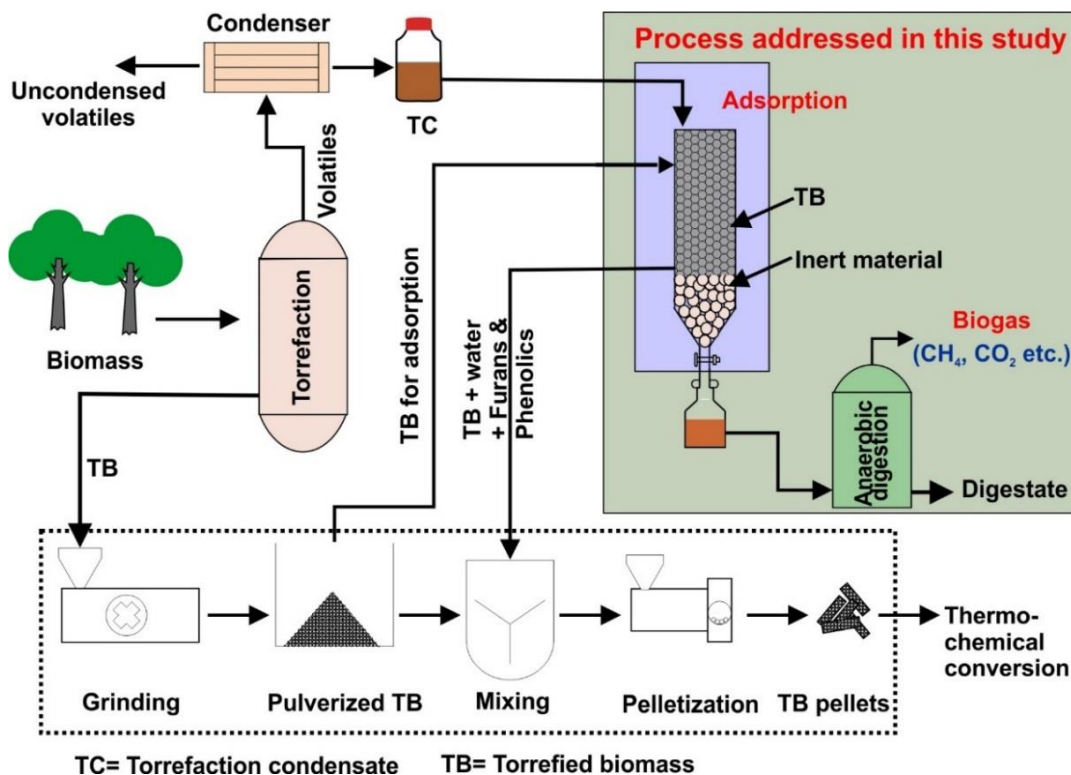 Condenser
Process addressed in this study
Uncondensed
volatiles
TC
Adsorption
Volatiles
TB
Inert material
Biomass
Torrefaction
TB for adsorption
TB + water
+ Furans &
Phenolics
Biogas
(CH₄, CO₂ etc.)
TB
Anaerobic
digestion
Digestate
Thermo-
chemical
conversion
Grinding
Pulverized TB
Mixing
Pelletization
TB pellets
TC= Torrefaction condensate
TB= Torrefied biomass